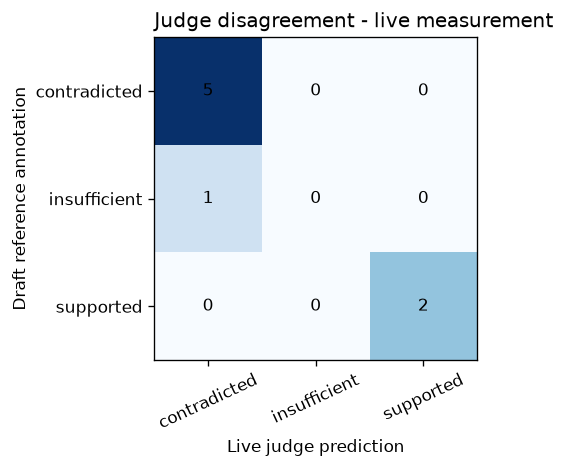 Judge disagreement - live measurement
Draft reference annotation
contradicted 5 0 0
insufficient 1 0 0
supported 0 0 2
contradicted insufficient supported
Live judge prediction